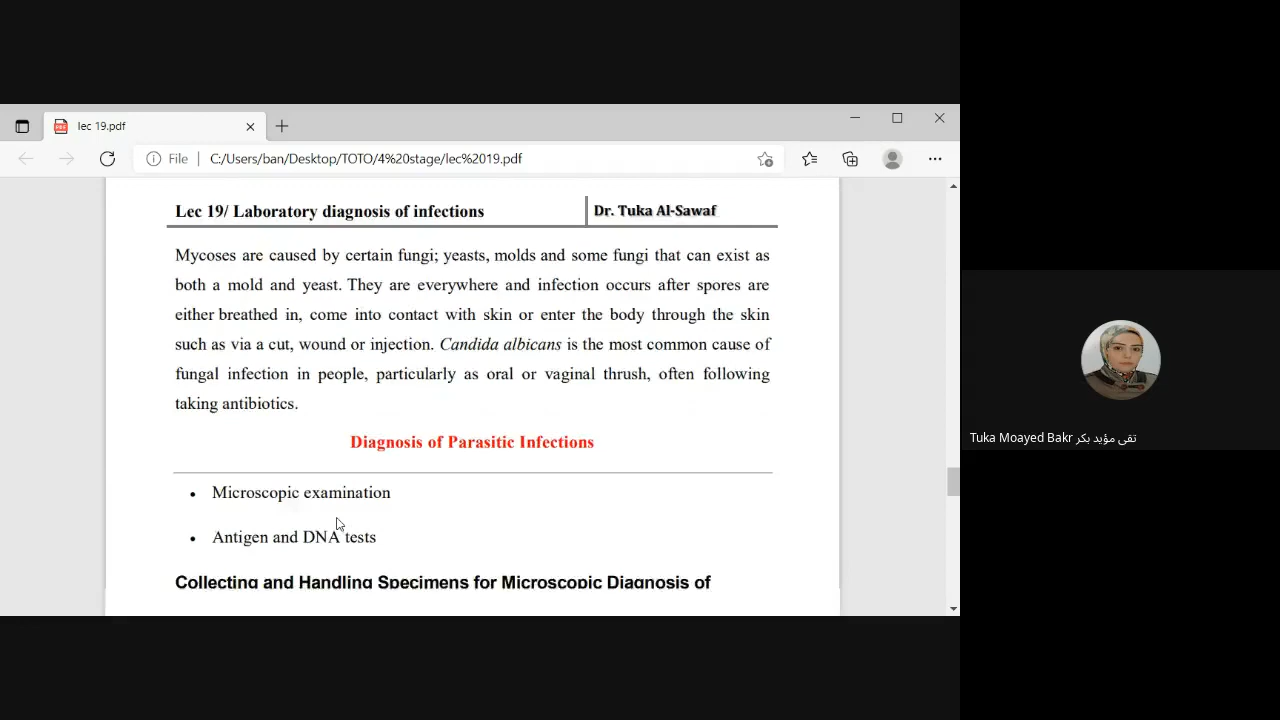 lec 19.pdf
File
C:/Users/ban/Desktop/TOTO/4%20stage/lec%2019.pdf
Lec 19/ Laboratory diagnosis of infections
Dr. Tuka Al-Sawaf
Mycoses are caused by certain fungi; yeasts, molds and some fungi that can exist as
both a mold and yeast. They are everywhere and infection occurs after spores are
either breathed in, come into contact with skin or enter the body through the skin
such as via a cut, wound or injection. Candida albicans is the most common cause of
fungal infection in people, particularly as oral or vaginal thrush, often following
taking antibiotics.
Diagnosis of Parasitic Infections
• Microscopic examination
• Antigen and DNA tests
Collecting and Handling Specimens for Microscopic Diagnosis of
Tuka Moayed Bakr تقى مؤيد بكر